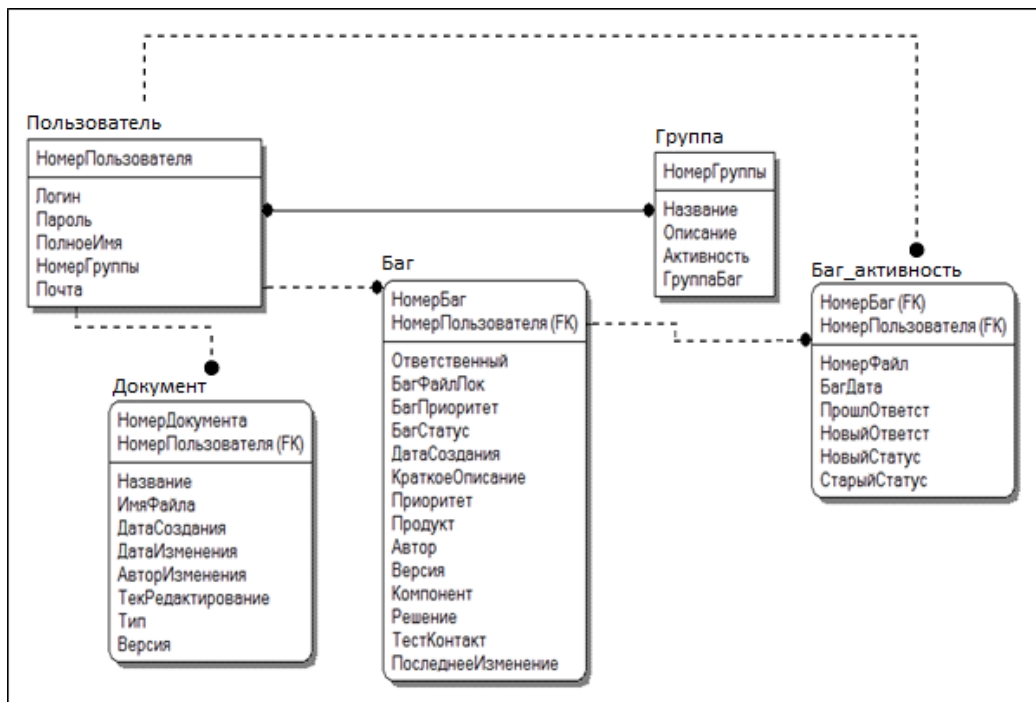 Пользователь
НомерПользователя
Логин
Пароль
ПолноеИмя
НомерГруппы
Почта
Группа
НомерГруппы
Название
Описание
Активность
ГруппаБаг
Баг
НомерБаг
НомерПользователя (FK)
Ответственный
БагФайлЛок
БагПриоритет
БагСтатус
ДатаСоздания
КраткоеОписание
Приоритет
Продукт
Автор
Версия
Компонент
Решение
ТестКонтакт
ПоследнееИзменение
Баг_активность
НомерБаг (FK)
НомерПользователя (FK)
НомерФайл
БагДата
ПрошлОтветст
НовыйОтветст
НовыйСтатус
СтарыйСтатус
Документ
НомерДокумента
НомерПользователя (FK)
Название
ИмяФайла
ДатаСоздания
ДатаИзменения
АвторИзменения
ТекРедактирование
Тип
Версия